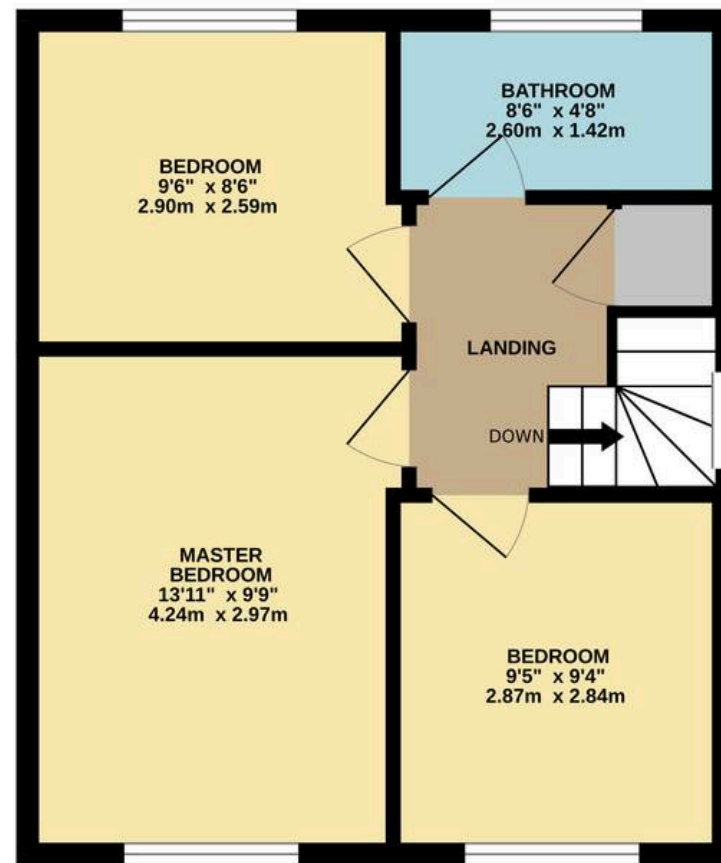 BATHROOM
8'6" x 4'8"
2.60m x 1.42m
BEDROOM
9'6" x 8'6"
2.90m x 2.59m
LANDING
DOWN
MASTER
BEDROOM
13'11" x 9'9"
4.24m x 2.97m
BEDROOM
9'5" x 9'4"
2.87m x 2.84m